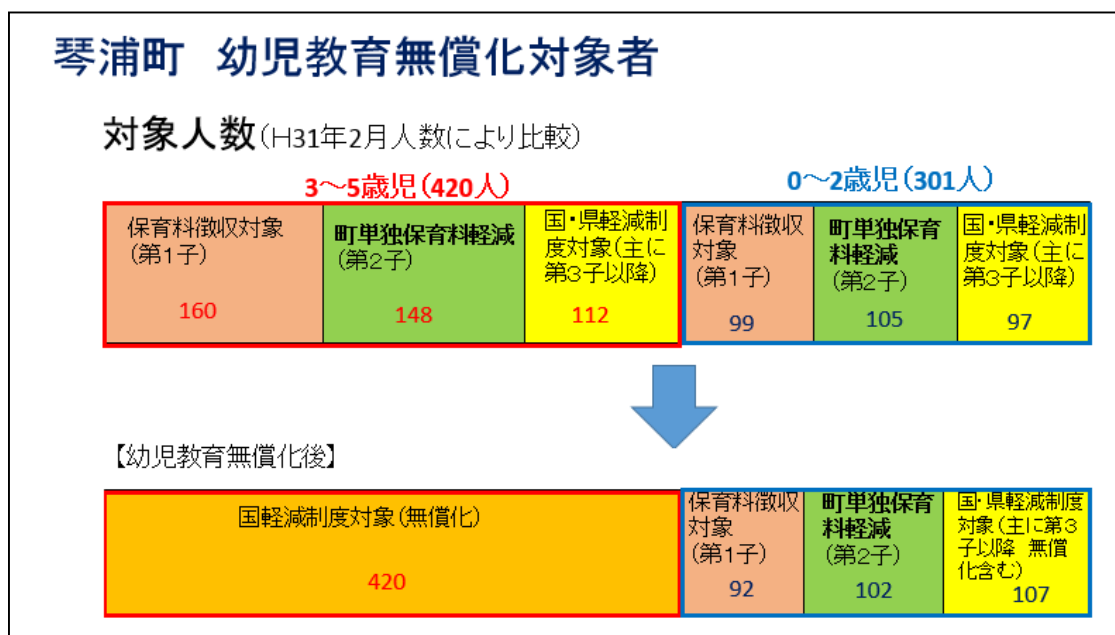 琴浦町　幼児教育無償化対象者
対象人数(H31年2月人数により比較)
3～5歳児(420人)
0～2歳児(301人)
保育料徴収対象
(第1子)
160
町単独保育料軽減
(第2子)
148
国・県軽減制
度対象(主に
第3子以降)
112
保育料徴収
対象
(第1子)
99
町単独保育
料軽減
(第2子)
105
国・県軽減制
度対象(主に
第3子以降)
97
【幼児教育無償化後】
国軽減制度対象(無償化)
420
保育料徴収
対象
(第1子)
92
町単独保育
料軽減
(第2子)
102
国・県軽減制度
対象(主に第3
子以降　無償
化含む)
107